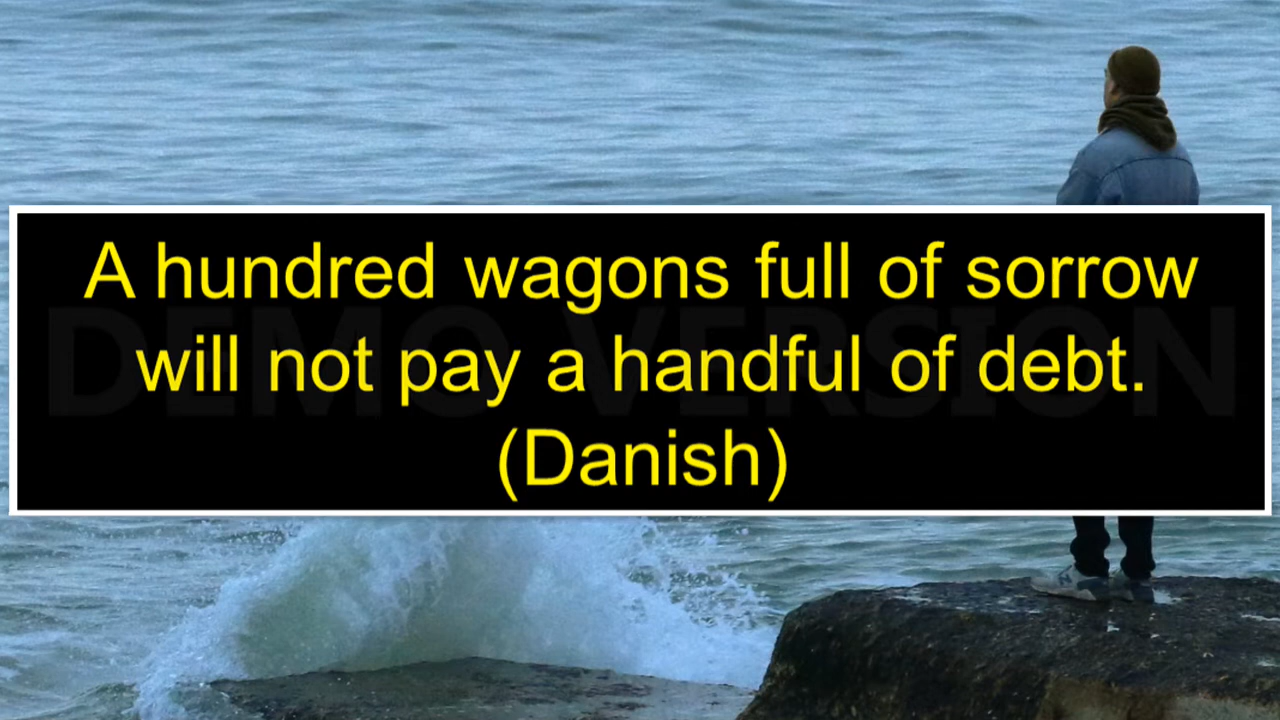 A hundred wagons full of sorrow
will not pay a handful of debt.
(Danish)
DEMO VERSION